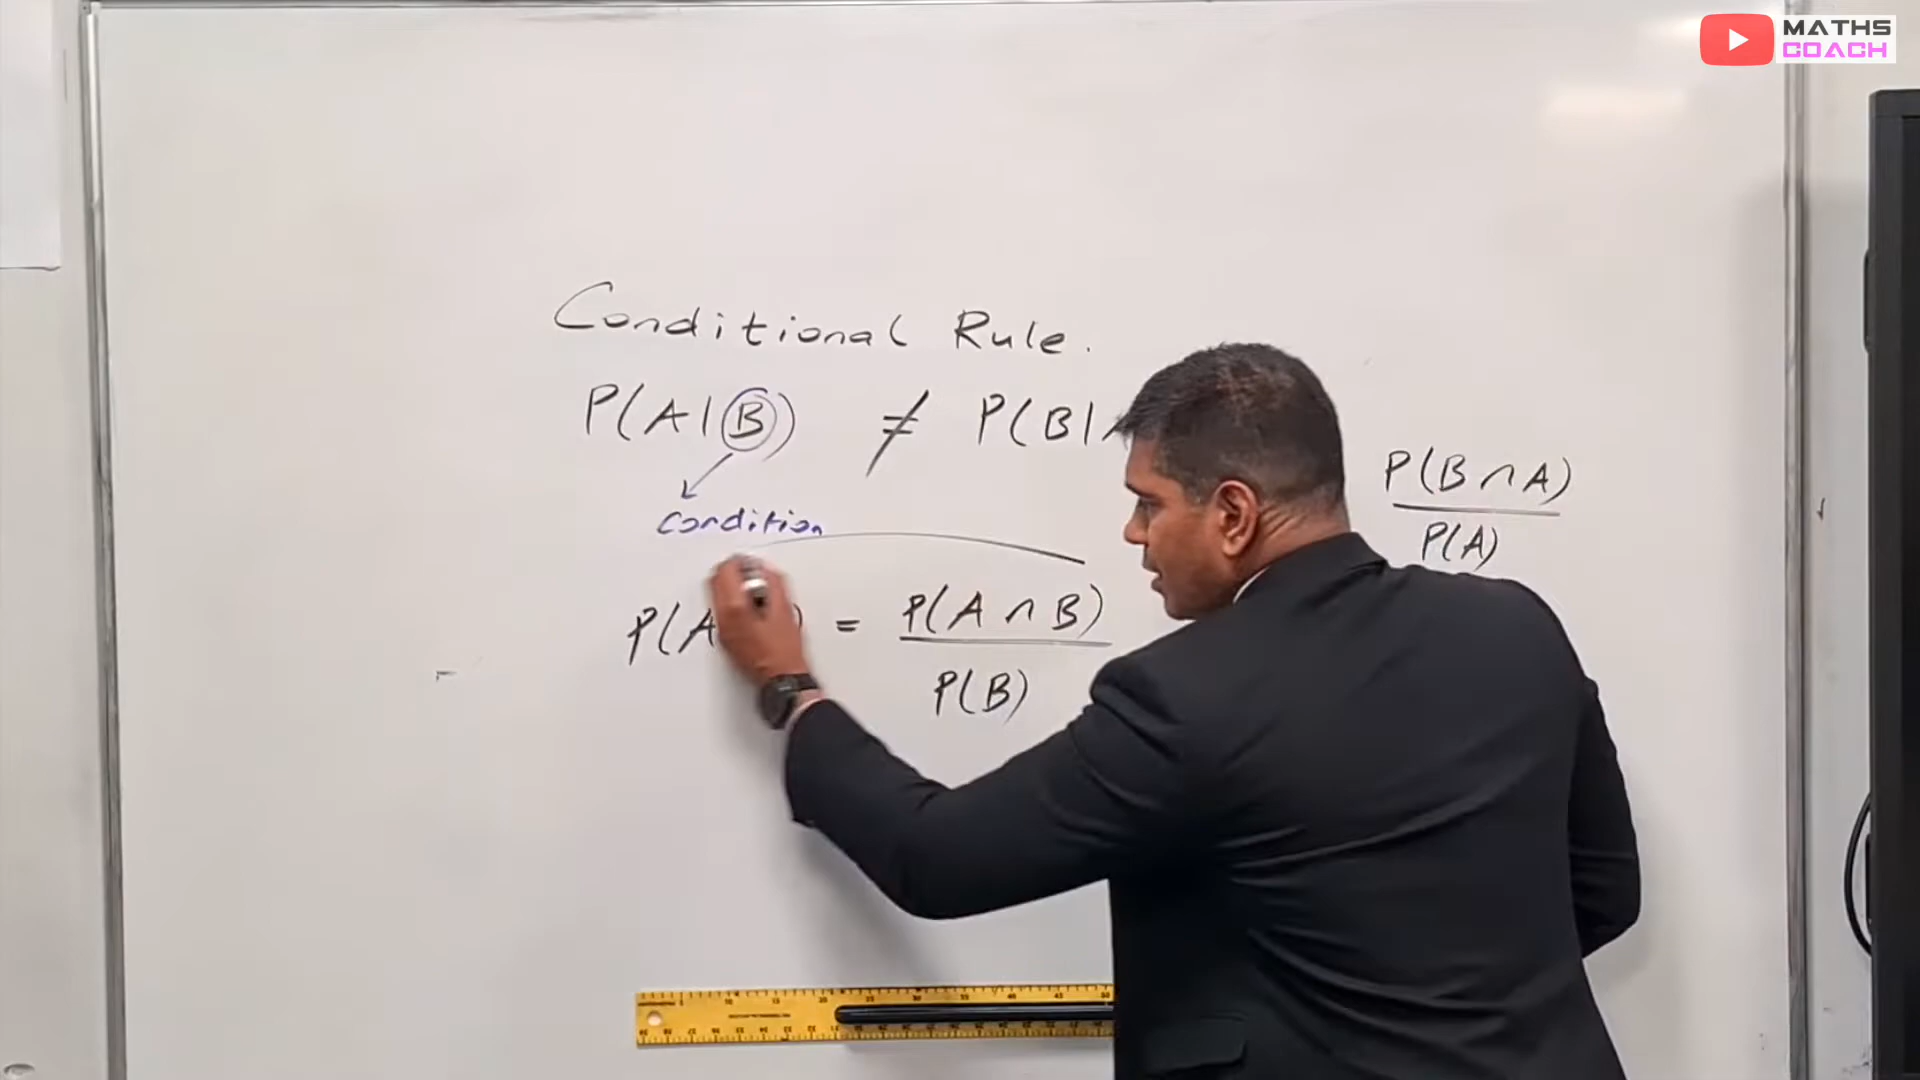 MATHS
COACH
Conditional Rule.
P(A|B) ≠ P(B|
condition
P(B ∩ A)
P(A)
P(A ) = P(A ∩ B)
P(B)